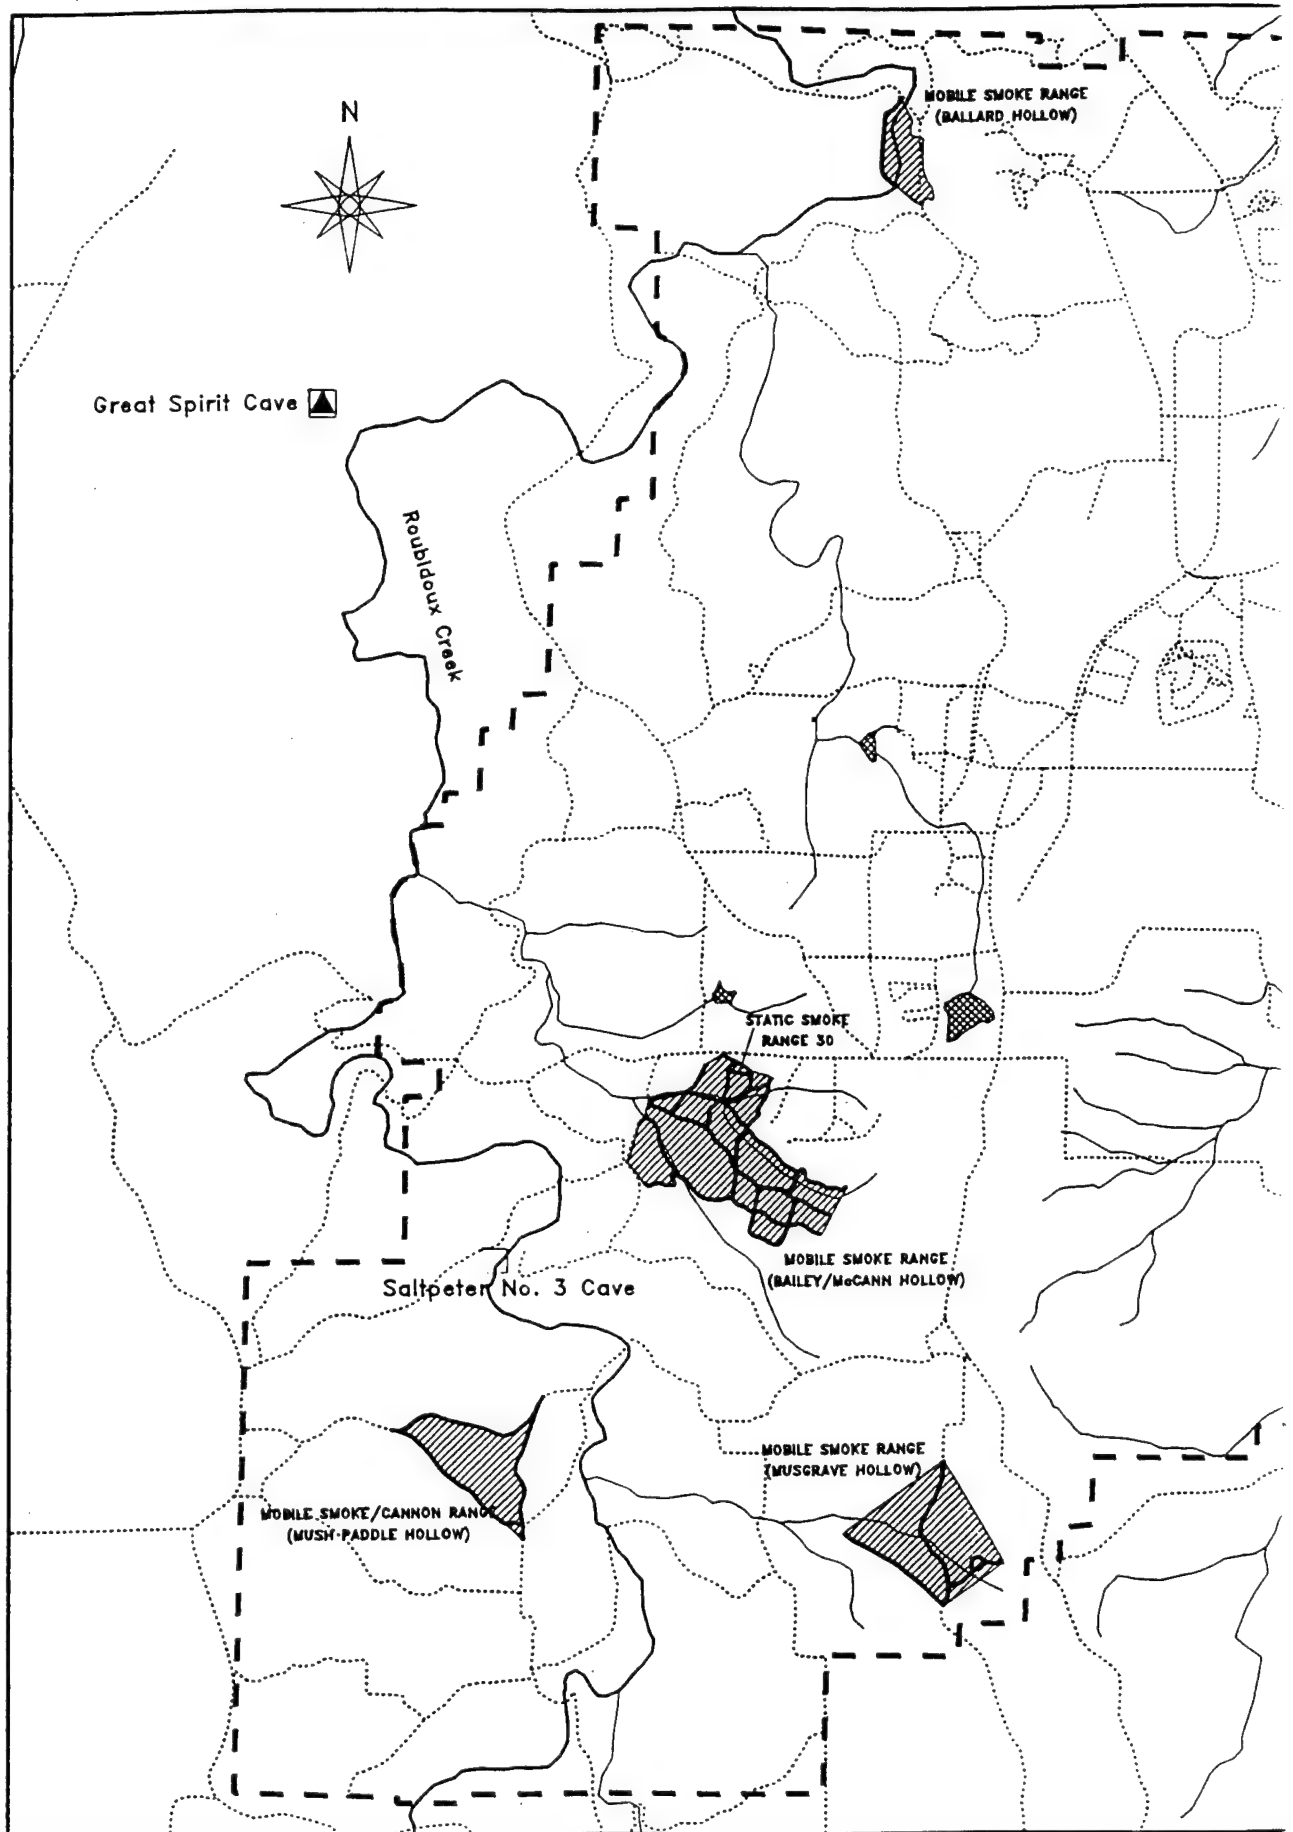 MOBILE SMOKE RANGE
(BALLARD HOLLOW)
N
Great Spirit Cave
Roubidoux Creek
STATIC SMOKE
RANGE 30
MOBILE SMOKE RANGE
(BAILEY/McCANN HOLLOW)
Saltpeter No. 3 Cave
MOBILE SMOKE RANGE
(MUSGRAVE HOLLOW)
MOBILE SMOKE/CANNON RANGE
(MUSH-PADDLE HOLLOW)